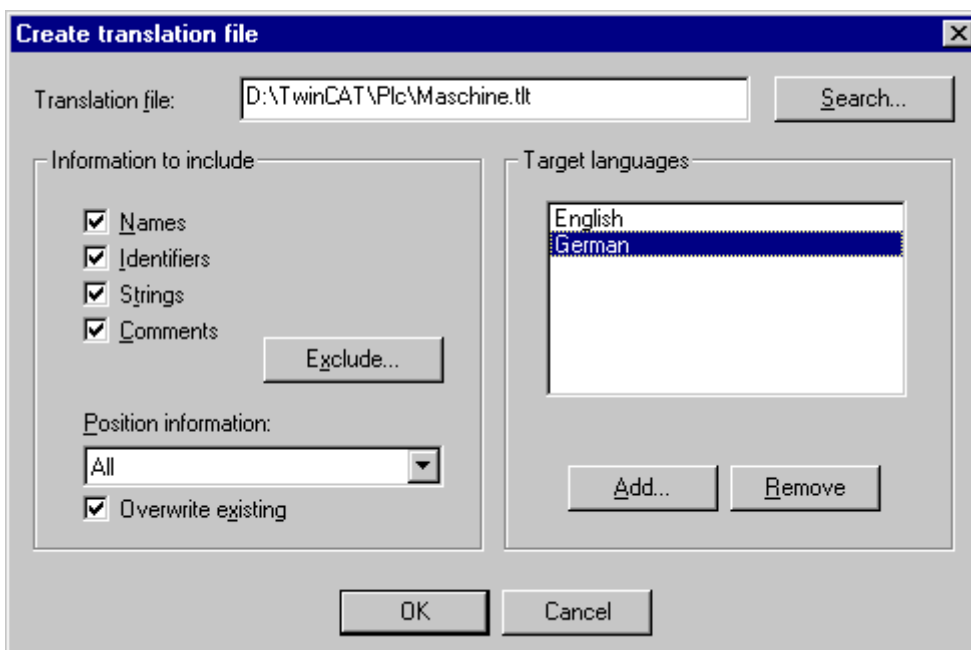 Create translation file
Translation file: D:\TwinCAT\Plc\Maschine.tlt Search...
Information to include
Names
Identifiers
Strings
Comments
Exclude...
Position information:
All
Overwrite existing
Target languages
English
German
Add... Remove
OK Cancel